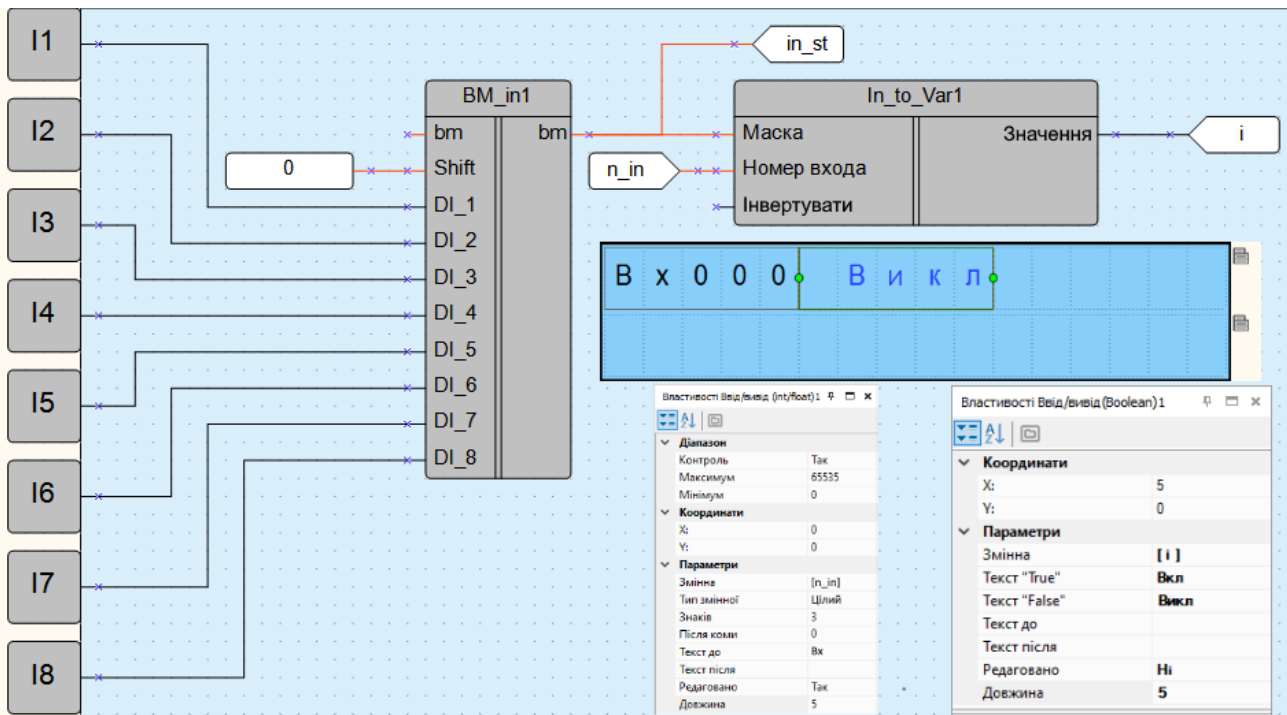 I1
I2
I3
I4
I5
I6
I7
I8
0
BM_in1
bm bm
Shift
DI_1
DI_2
DI_3
DI_4
DI_5
DI_6
DI_7
DI_8
in_st
n_in
In_to_Var1
Маска Значення
Номер входа
Інвертувати
i
Вх000 Викл
Властивості Ввід/вивід (int/float)1
Діапазон
Контроль Так
Максимум 65535
Мінімум 0
Координати
X: 0
Y: 0
Параметри
Змінна [n_in]
Тип змінної Цілий
Знаків 3
Після коми 0
Текст до Вх
Текст після
Редаговано Так
Довжина 5
Властивості Ввід/вивід (Boolean)1
Координати
X: 5
Y: 0
Параметри
Змінна [ i ]
Текст "True" Вкл
Текст "False" Викл
Текст до
Текст після
Редаговано Ні
Довжина 5